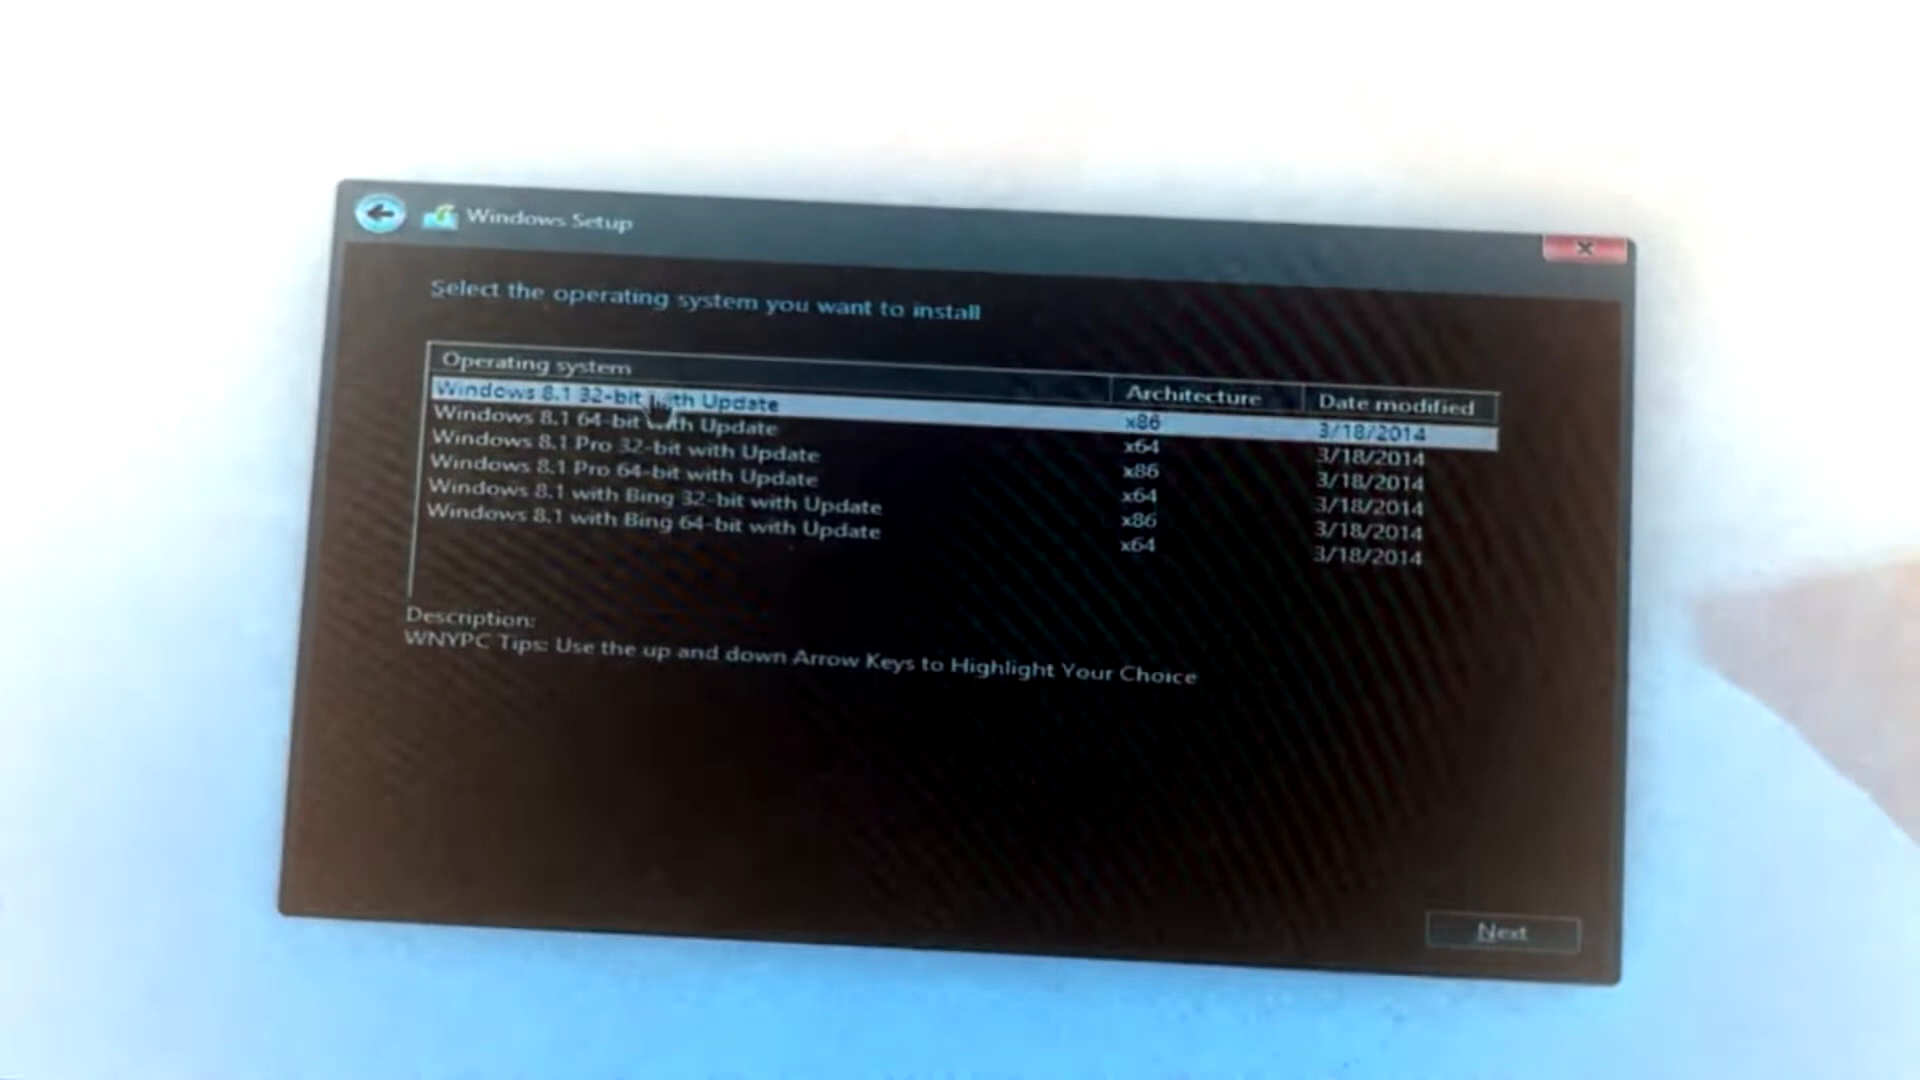 Windows Setup
Select the operating system you want to install
Operating system Architecture Date modified
Windows 8.1 32-bit with Update x86 3/18/2014
Windows 8.1 64-bit with Update x64 3/18/2014
Windows 8.1 Pro 32-bit with Update x86 3/18/2014
Windows 8.1 Pro 64-bit with Update x64 3/18/2014
Windows 8.1 with Bing 32-bit with Update x86 3/18/2014
Windows 8.1 with Bing 64-bit with Update x64 3/18/2014
Description:
WNYPC Tips: Use the up and down Arrow Keys to Highlight Your Choice
Next